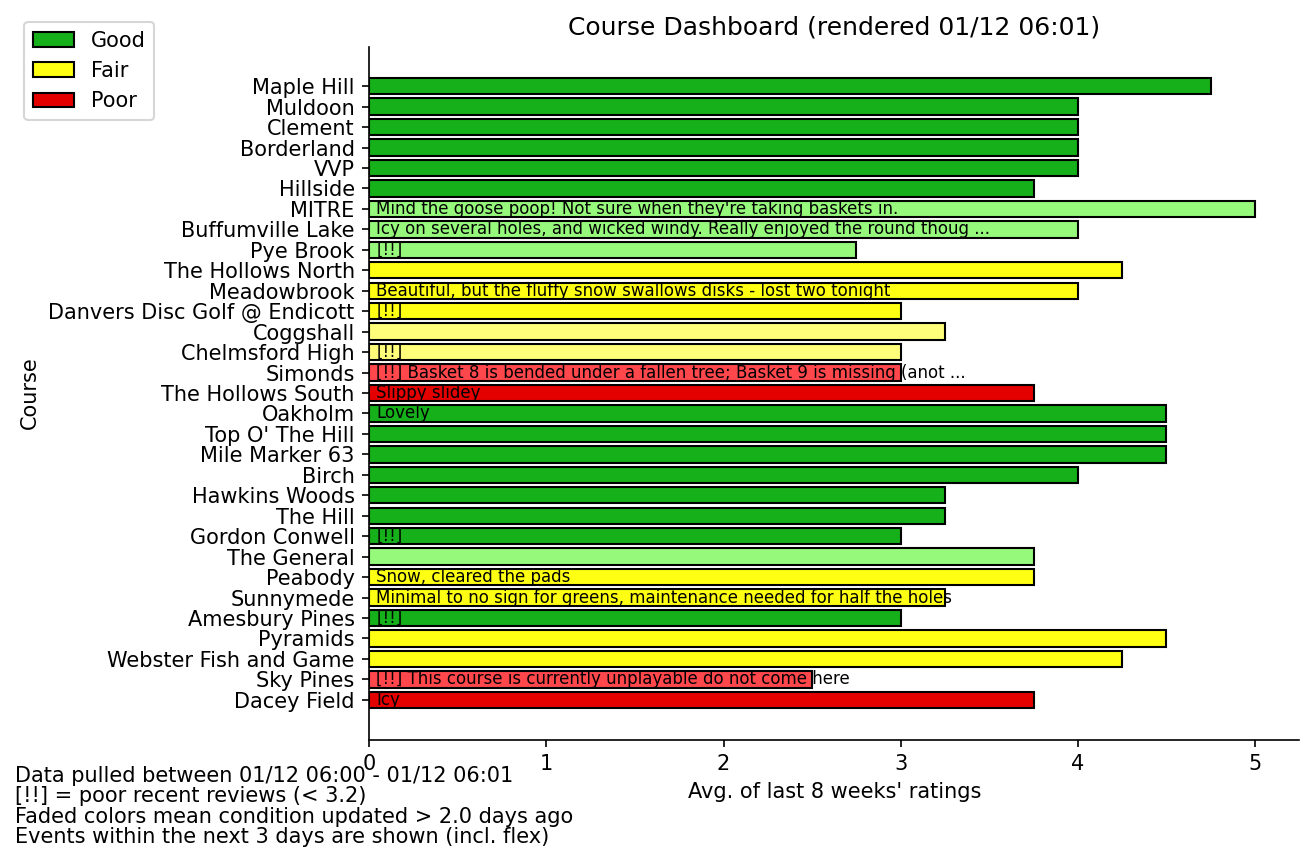 Course Dashboard (rendered 01/12 06:01)
Good
Fair
Poor
Maple Hill
Muldoon
Clement
Borderland
VVP
Hillside
MITRE Mind the goose poop! Not sure when they're taking baskets in.
Buffumville Lake Icy on several holes, and wicked windy. Really enjoyed the round thoug ...
Pye Brook [!!]
The Hollows North
Meadowbrook Beautiful, but the fluffy snow swallows disks - lost two tonight
Danvers Disc Golf @ Endicott [!!]
Coggshall
Chelmsford High [!!]
Simonds [!!] Basket 8 is bended under a fallen tree; Basket 9 is missing (anot ...
The Hollows South Slippy slidey
Oakholm Lovely
Top O' The Hill
Mile Marker 63
Birch
Hawkins Woods
The Hill
Gordon Conwell [!!]
The General
Peabody Snow, cleared the pads
Sunnymede Minimal to no sign for greens, maintenance needed for half the holes
Amesbury Pines [!!]
Pyramids
Webster Fish and Game
Sky Pines [!!] This course is currently unplayable do not come here
Dacey Field Icy
Course
0 1 2 3 4 5
Avg. of last 8 weeks' ratings
Data pulled between 01/12 06:00 - 01/12 06:01
[!!] = poor recent reviews (< 3.2)
Faded colors mean condition updated > 2.0 days ago
Events within the next 3 days are shown (incl. flex)